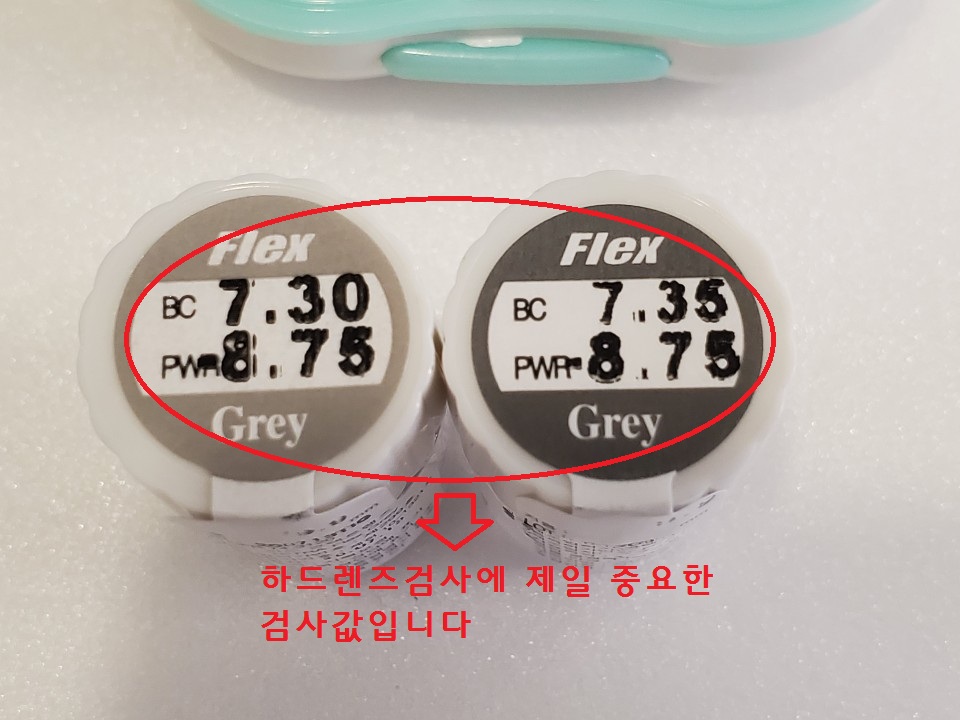 Flex
BC 7.30
PWR-8.75
Grey
Flex
BC 7.35
PWR-8.75
Grey
하드렌즈검사에 제일 중요한
검사값입니다